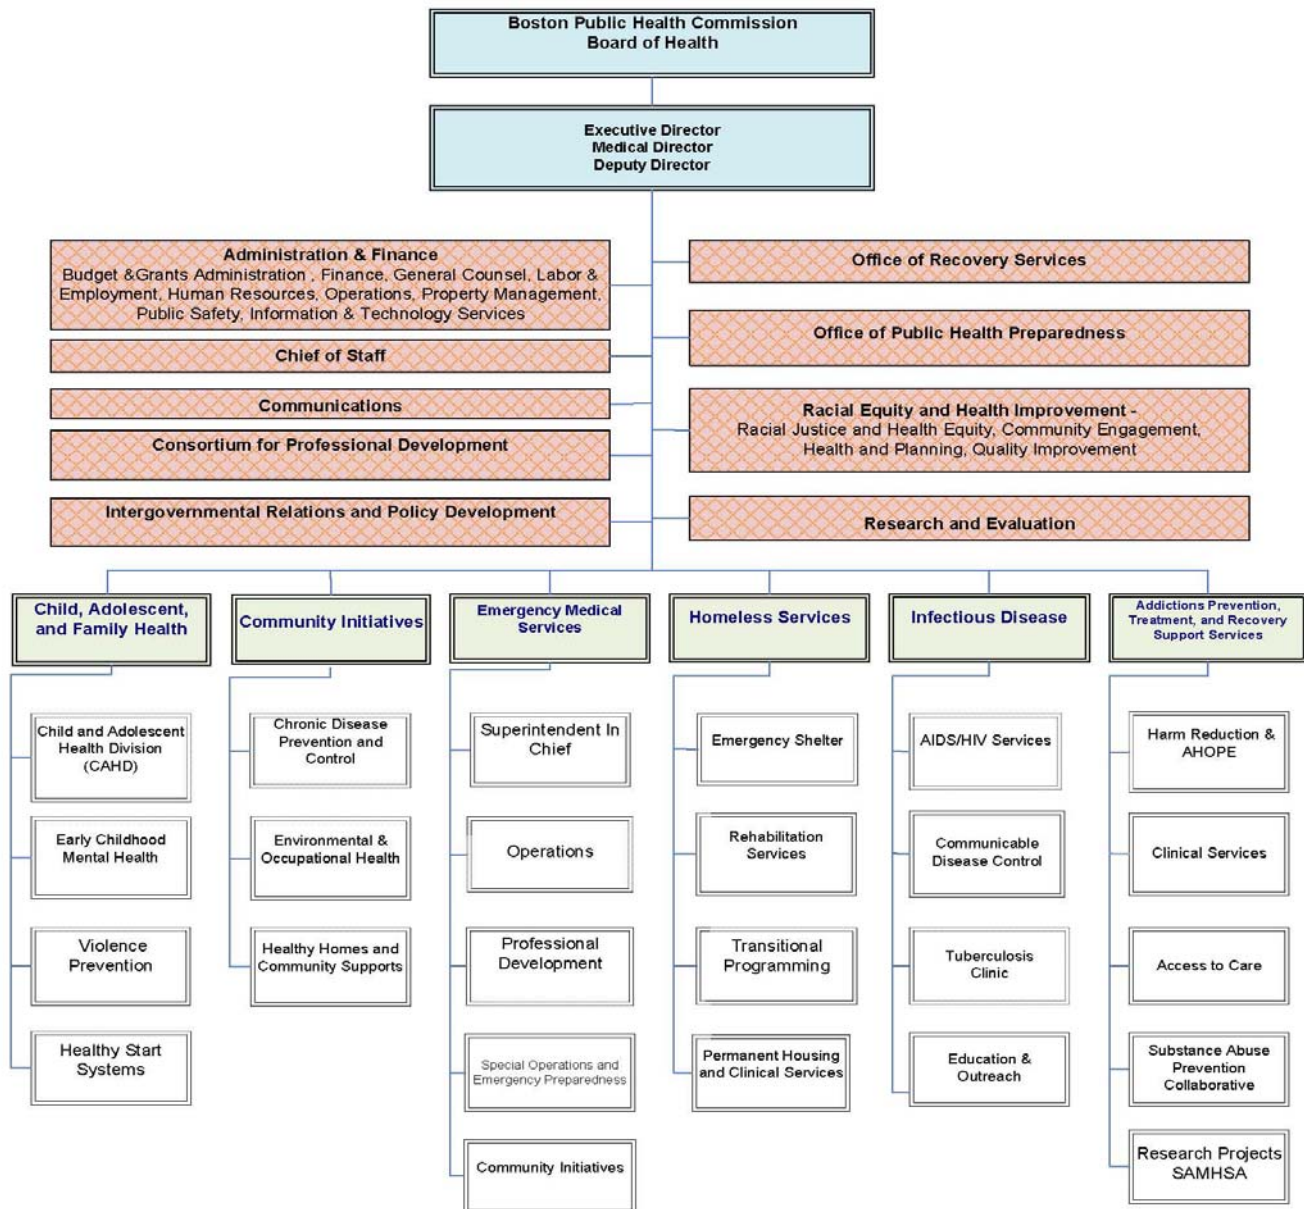 Boston Public Health Commission
Board of Health
Executive Director
Medical Director
Deputy Director
Administration & Finance
Budget &Grants Administration , Finance, General Counsel, Labor &
Employment, Human Resources, Operations, Property Management,
Public Safety, Information & Technology Services
Chief of Staff
Communications
Consortium for Professional Development
Intergovernmental Relations and Policy Development
Office of Recovery Services
Office of Public Health Preparedness
Racial Equity and Health Improvement -
Racial Justice and Health Equity, Community Engagement,
Health and Planning, Quality Improvement
Research and Evaluation
Child, Adolescent,
and Family Health
Child and Adolescent
Health Division
(CAHD)
Early Childhood
Mental Health
Violence
Prevention
Healthy Start
Systems
Community Initiatives
Chronic Disease
Prevention and
Control
Environmental &
Occupational Health
Healthy Homes and
Community Supports
Emergency Medical
Services
Superintendent In
Chief
Operations
Professional
Development
Special Operations and
Emergency Preparedness
Community Initiatives
Homeless Services
Emergency Shelter
Rehabilitation
Services
Transitional
Programming
Permanent Housing
and Clinical Services
Infectious Disease
AIDS/HIV Services
Communicable
Disease Control
Tuberculosis
Clinic
Education &
Outreach
Addictions Prevention,
Treatment, and Recovery
Support Services
Harm Reduction &
AHOPE
Clinical Services
Access to Care
Substance Abuse
Prevention
Collaborative
Research Projects
SAMHSA